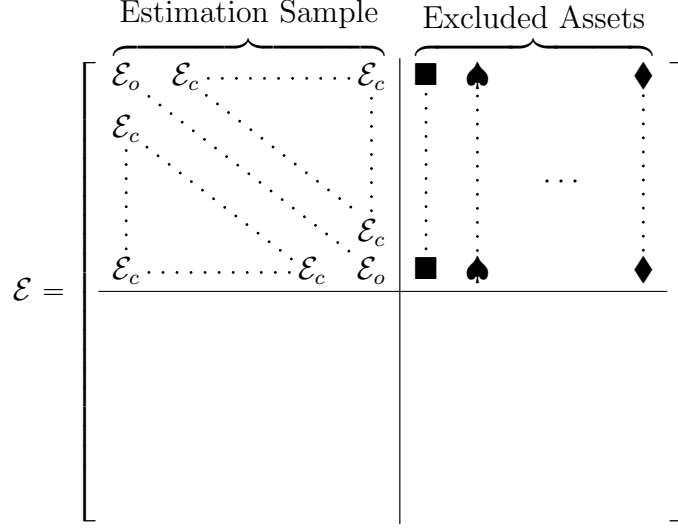 Estimation Sample Excluded Assets
ℰ_o ℰ_c ℰ_c ■ ♠ ♦
ℰ_c
...
ℰ_c
ℰ_c ℰ_c ℰ_o ■ ♠ ♦
ℰ =